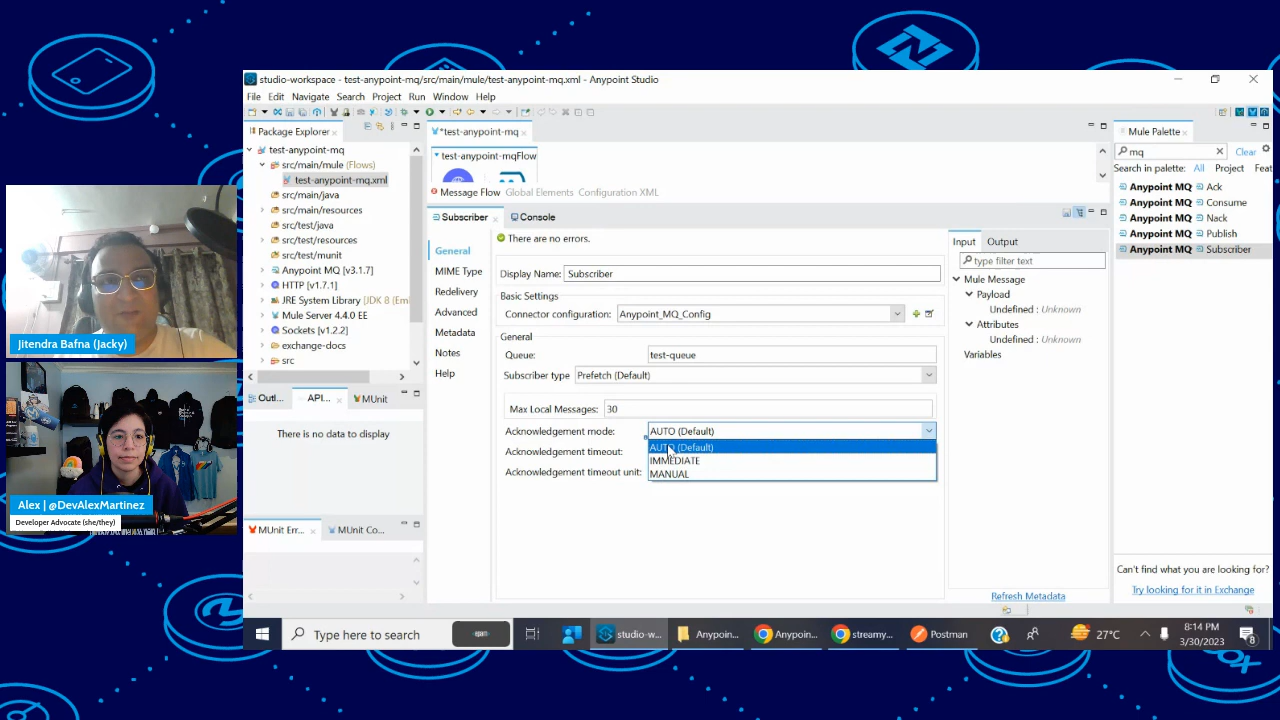 studio-workspace - test-anypoint-mq/src/main/mule/test-anypoint-mq.xml - Anypoint Studio
File Edit Navigate Search Project Run Window Help
Package Explorer
test-anypoint-mq
src/main/mule (Flows)
test-anypoint-mq.xml
src/main/java
src/main/resources
src/test/java
src/test/resources
src/test/munit
Anypoint MQ [v3.1.7]
HTTP [v1.7.1]
JRE System Library [JDK 8 (Em
Mule Server 4.4.0 EE
Sockets [v1.2.2]
exchange-docs
src
Outl...
API...
MUnit
There is no data to display
MUnit Err...
MUnit Co...
*test-anypoint-mq
test-anypoint-mqFlow
Message Flow Global Elements Configuration XML
Subscriber
Console
General
MIME Type
Redelivery
Advanced
Metadata
Notes
Help
There are no errors.
Display Name: Subscriber
Basic Settings
Connector configuration: Anypoint_MQ_Config
General
Queue: test-queue
Subscriber type Prefetch (Default)
Max Local Messages: 30
Acknowledgement mode: AUTO (Default)
AUTO (Default)
IMMEDIATE
MANUAL
Acknowledgement timeout:
Acknowledgement timeout unit:
Input Output
type filter text
Mule Message
Payload
Undefined : Unknown
Attributes
Undefined : Unknown
Variables
Refresh Metadata
Mule Palette
mq
Clear
Search in palette: All Project Feat
Anypoint MQ Ack
Anypoint MQ Consume
Anypoint MQ Nack
Anypoint MQ Publish
Anypoint MQ Subscriber
Can't find what you are looking for?
Try looking for it in Exchange
Jitendra Bafna (Jacky)
Alex | @DevAlexMartinez
Developer Advocate (she/they)
Type here to search
studio-w...
Anypoin...
Anypoin...
streamy...
Postman
27°C
8:14 PM
3/30/2023
8